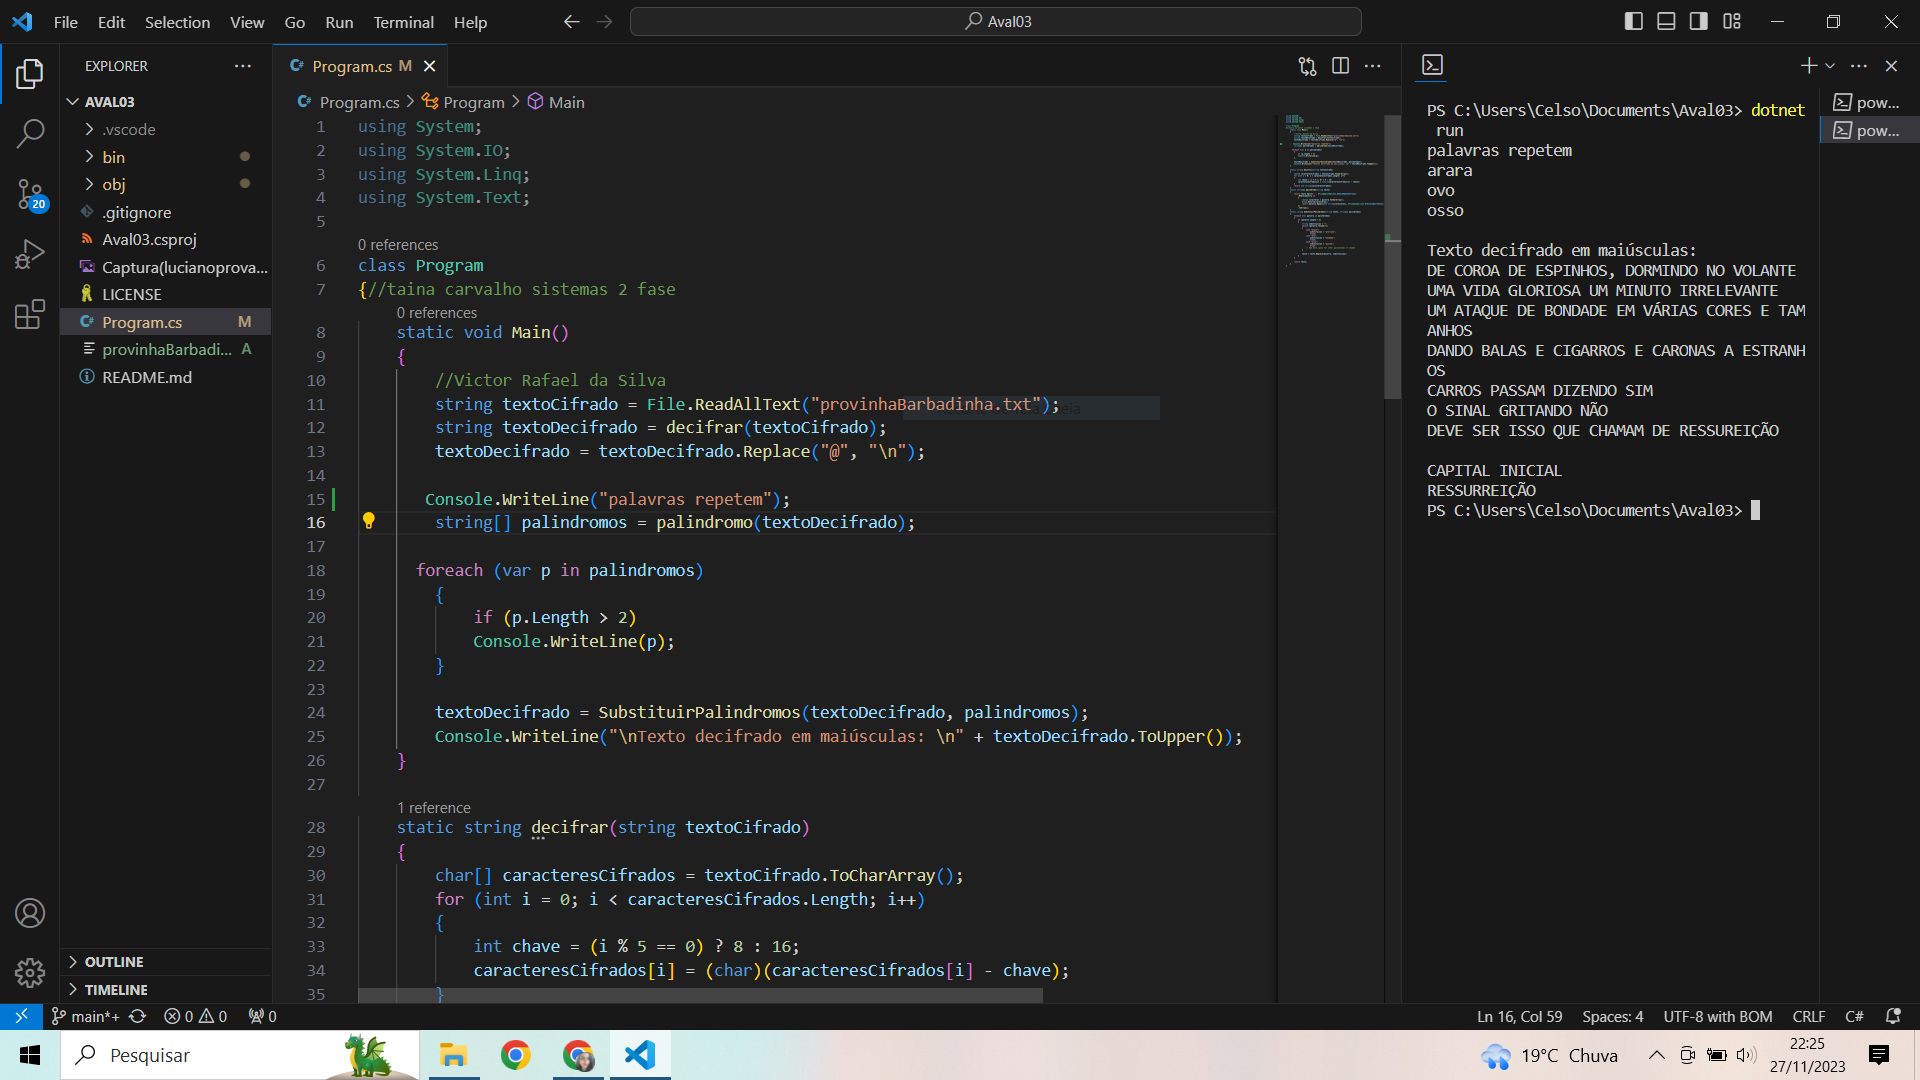 File Edit Selection View Go Run Terminal Help
Aval03
EXPLORER
AVAL03
.vscode
bin
obj
.gitignore
Aval03.csproj
Captura(lucianoprova...
LICENSE
Program.cs M
provinhaBarbadi... A
README.md
OUTLINE
TIMELINE
20
Program.cs M
Program.cs > Program > Main
1 using System;
2 using System.IO;
3 using System.Linq;
4 using System.Text;
5
0 references
6 class Program
7 {//taina carvalho sistemas 2 fase
0 references
8 static void Main()
9 {
10 //Victor Rafael da Silva
11 string textoCifrado = File.ReadAllText("provinhaBarbadinha.txt");
12 string textoDecifrado = decifrar(textoCifrado);
13 textoDecifrado = textoDecifrado.Replace("@", "\n");
14
15 Console.WriteLine("palavras repetem");
16 string[] palindromos = palindromo(textoDecifrado);
17
18 foreach (var p in palindromos)
19 {
20 if (p.Length > 2)
21 Console.WriteLine(p);
22 }
23
24 textoDecifrado = SubstituirPalindromos(textoDecifrado, palindromos);
25 Console.WriteLine("\nTexto decifrado em maiúsculas: \n" + textoDecifrado.ToUpper());
26 }
27
1 reference
28 static string decifrar(string textoCifrado)
29 {
30 char[] caracteresCifrados = textoCifrado.ToCharArray();
31 for (int i = 0; i < caracteresCifrados.Length; i++)
32 {
33 int chave = (i % 5 == 0) ? 8 : 16;
34 caracteresCifrados[i] = (char)(caracteresCifrados[i] - chave);
35 }
PS C:\Users\Celso\Documents\Aval03> dotnet
run
palavras repetem
arara
ovo
osso
Texto decifrado em maiúsculas:
DE COROA DE ESPINHOS, DORMINDO NO VOLANTE
UMA VIDA GLORIOSA UM MINUTO IRRELEVANTE
UM ATAQUE DE BONDADE EM VÁRIAS CORES E TAM
ANHOS
DANDO BALAS E CIGARROS E CARONAS A ESTRANH
OS
CARROS PASSAM DIZENDO SIM
O SINAL GRITANDO NÃO
DEVE SER ISSO QUE CHAMAM DE RESSUREIÇÃO
CAPITAL INICIAL
RESSURREIÇÃO
PS C:\Users\Celso\Documents\Aval03>
pow...
pow...
main*+ 0 0 0
Ln 16, Col 59 Spaces: 4 UTF-8 with BOM CRLF C#
Pesquisar
19°C Chuva
22:25
27/11/2023